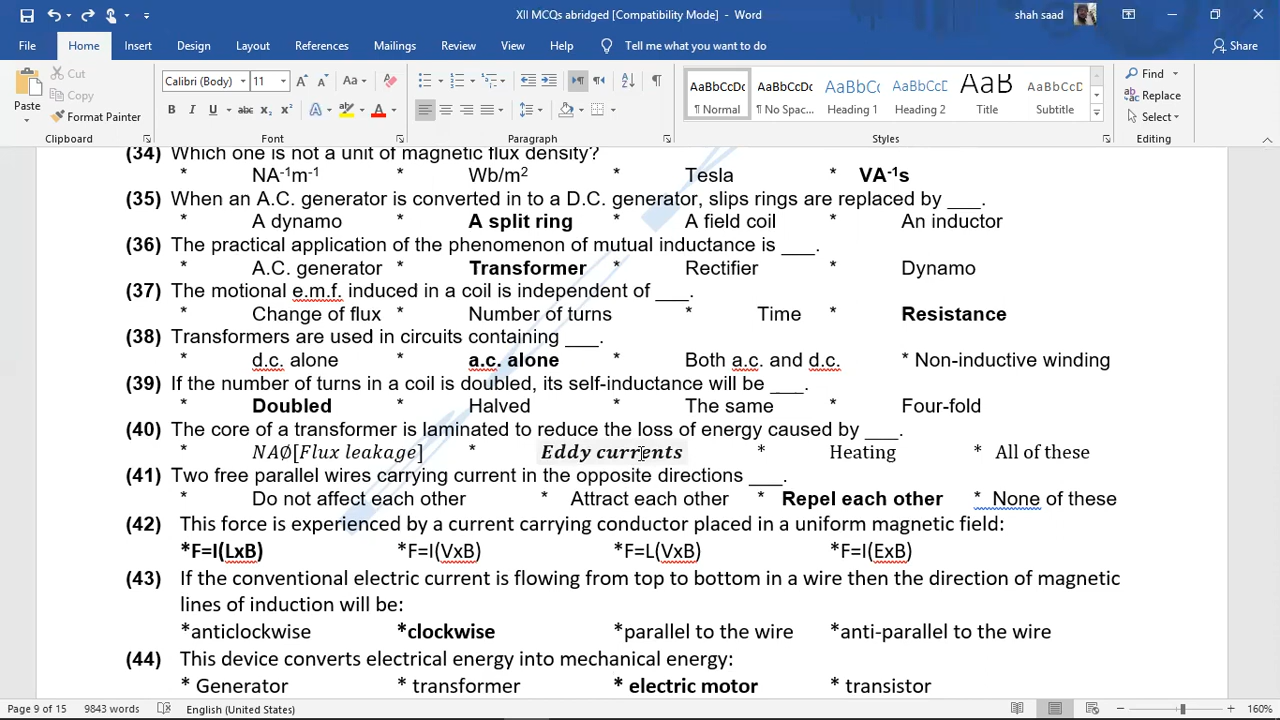 XII MCQs abridged [Compatibility Mode] - Word
shah saad
File Home Insert Design Layout References Mailings Review View Help Tell me what you want to do Share
Paste Cut Copy Format Painter
Calibri (Body) 11
Clipboard Font Paragraph Styles Editing
AaBbCcDc ¶ Normal AaBbCcDc ¶ No Spac... AaBbC Heading 1 AaBbCcD Heading 2 AaB Title AaBbCcD Subtitle
Find Replace Select
(34) Which one is not a unit of magnetic flux density?
* NA⁻¹m⁻¹ * Wb/m² * Tesla * VA⁻¹s
(35) When an A.C. generator is converted in to a D.C. generator, slips rings are replaced by ___.
* A dynamo * A split ring * A field coil * An inductor
(36) The practical application of the phenomenon of mutual inductance is ___.
* A.C. generator * Transformer * Rectifier * Dynamo
(37) The motional e.m.f. induced in a coil is independent of ___.
* Change of flux * Number of turns * Time * Resistance
(38) Transformers are used in circuits containing ___.
* d.c. alone * a.c. alone * Both a.c. and d.c. * Non-inductive winding
(39) If the number of turns in a coil is doubled, its self-inductance will be ___.
* Doubled * Halved * The same * Four-fold
(40) The core of a transformer is laminated to reduce the loss of energy caused by ___.
* NAØ[Flux leakage] * Eddy currents * Heating * All of these
(41) Two free parallel wires carrying current in the opposite directions ___.
* Do not affect each other * Attract each other * Repel each other * None of these
(42) This force is experienced by a current carrying conductor placed in a uniform magnetic field:
*F=I(LxB) *F=I(VxB) *F=L(VxB) *F=I(ExB)
(43) If the conventional electric current is flowing from top to bottom in a wire then the direction of magnetic
lines of induction will be:
*anticlockwise *clockwise *parallel to the wire *anti-parallel to the wire
(44) This device converts electrical energy into mechanical energy:
* Generator * transformer * electric motor * transistor
Page 9 of 15 9843 words English (United States) 160%